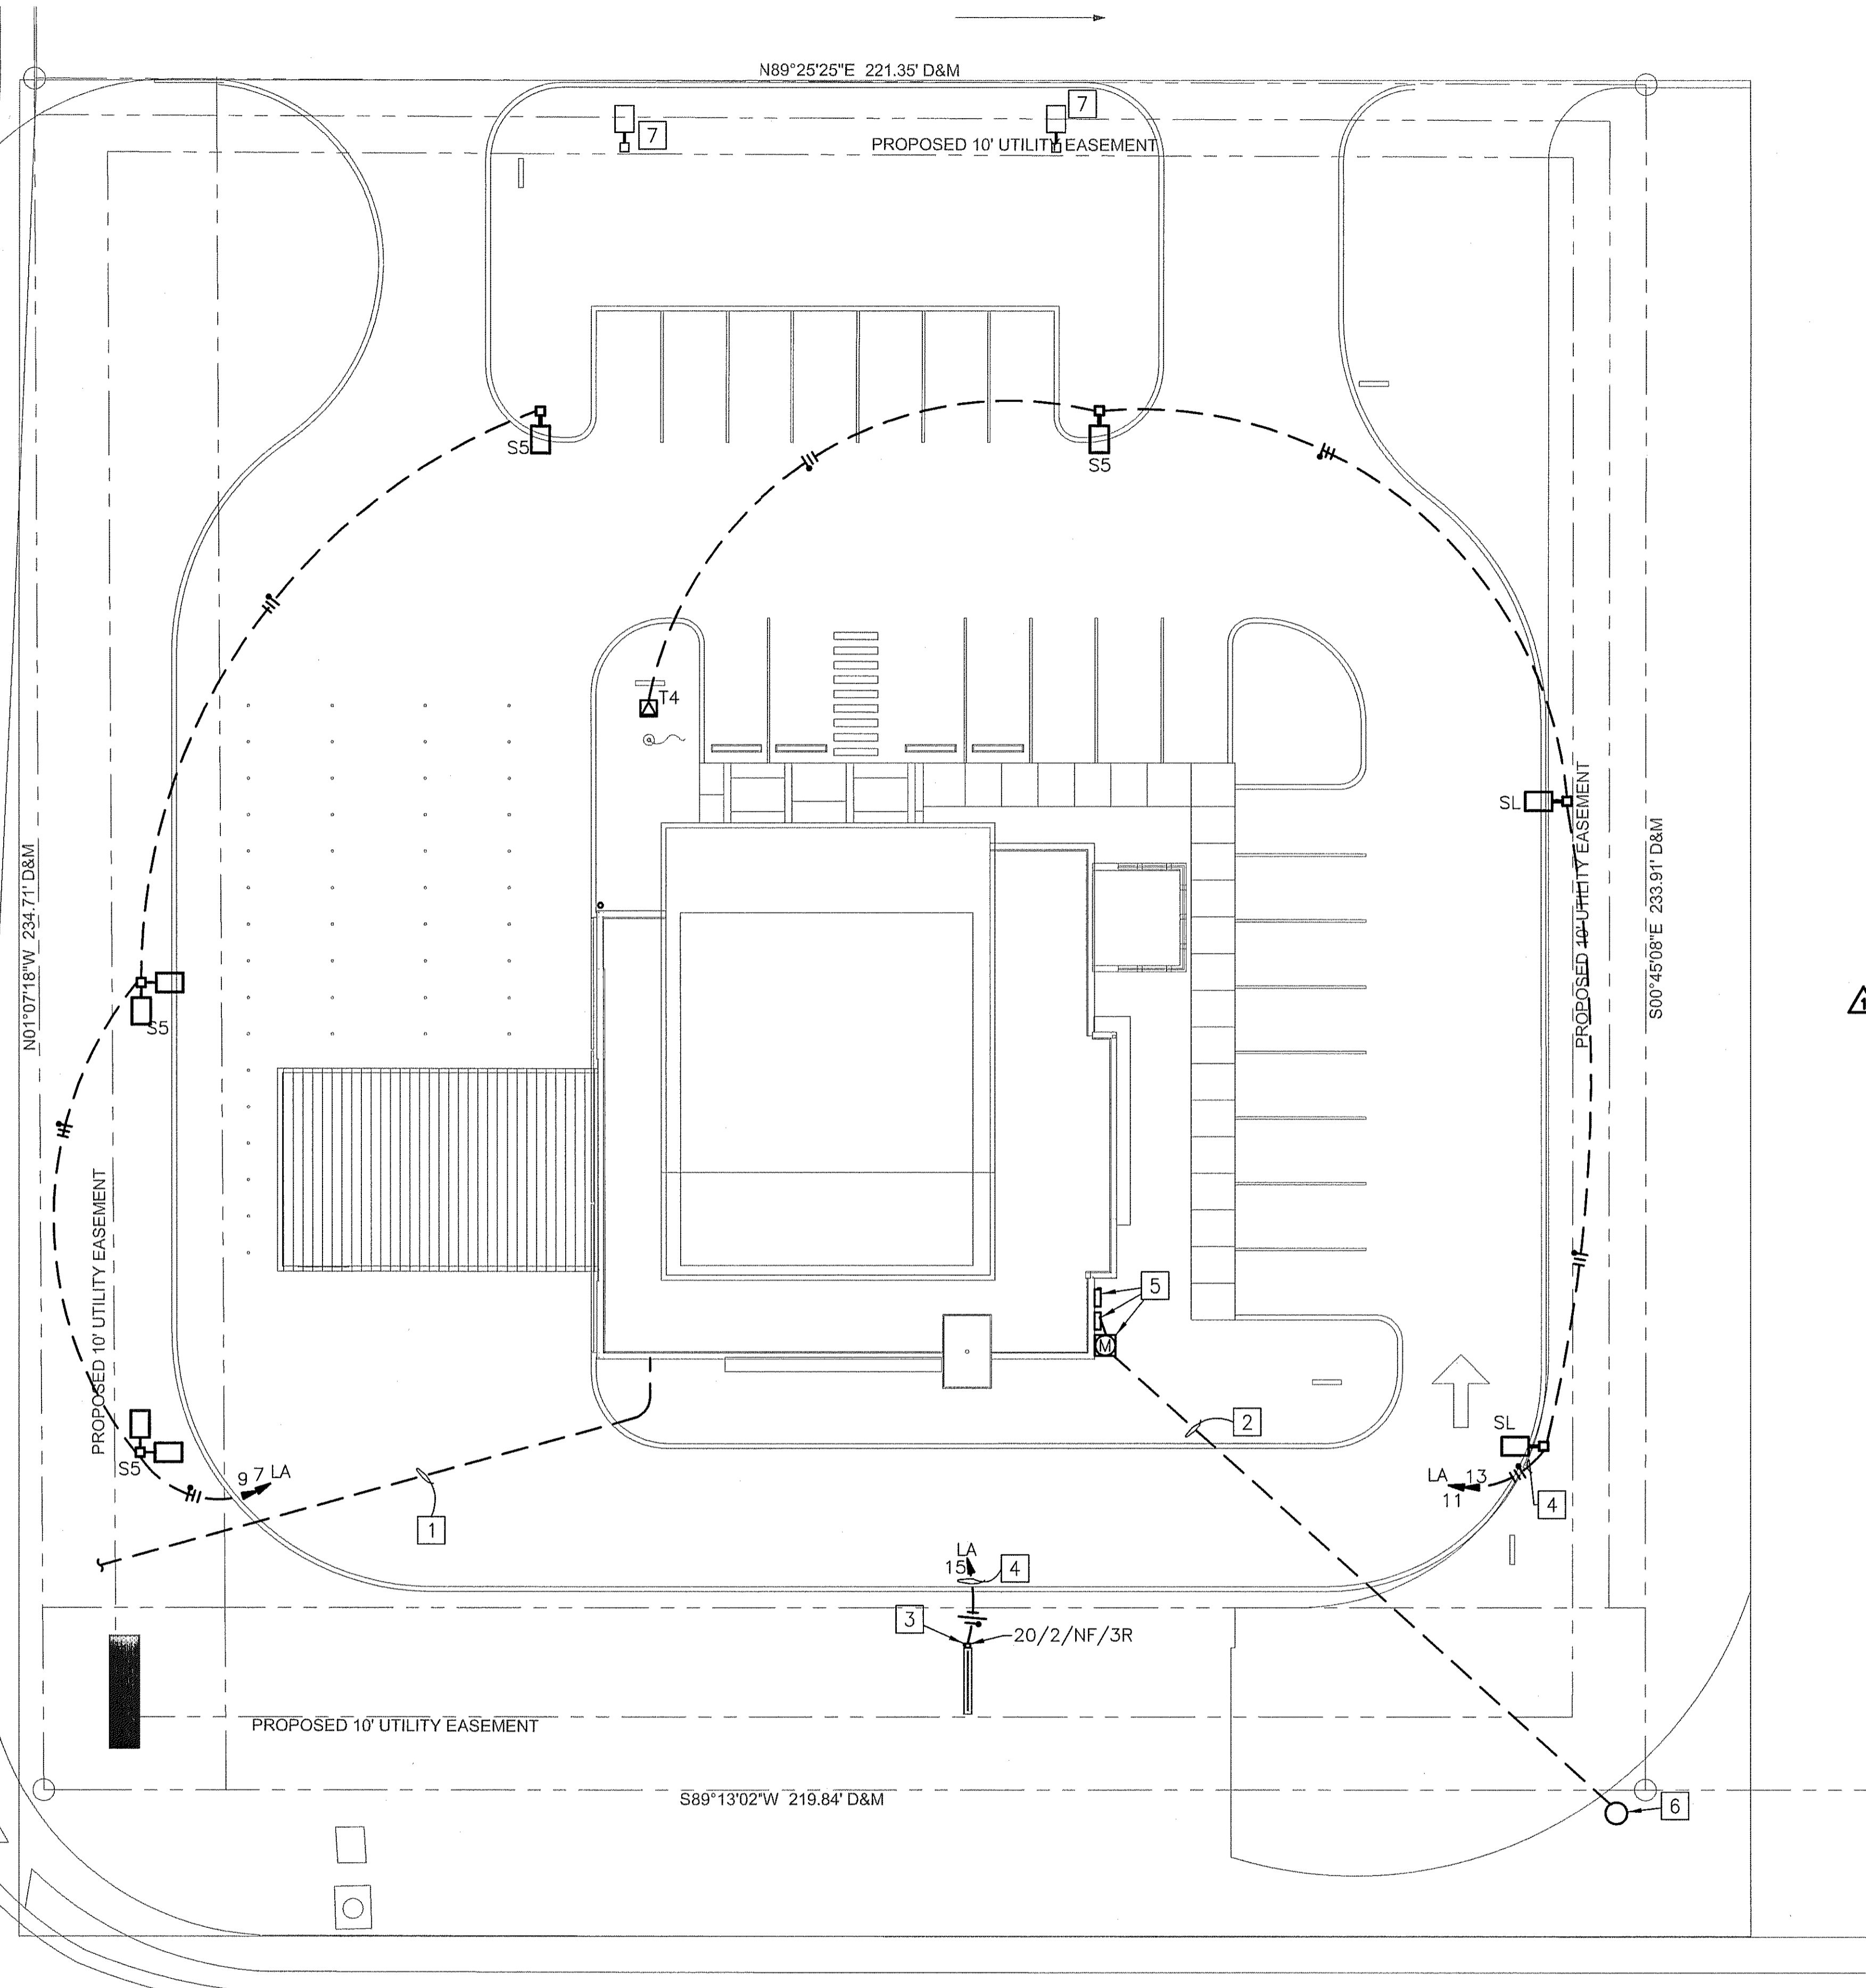 N89°25'25"E 221.35' D&M
7
7
PROPOSED 10' UTILITY EASEMENT
S5
S5
T4
SL
PROPOSED 10' UTILITY EASEMENT
S00°45'08"E 233.91' D&M
N01°07'18"W 234.71' D&M
1
S5
PROPOSED 10' UTILITY EASEMENT
5
M
2
SL
S5
9 7 LA
LA 13
11
4
1
LA
15
4
3
20/2/NF/3R
PROPOSED 10' UTILITY EASEMENT
S89°13'02"W 219.84' D&M
6